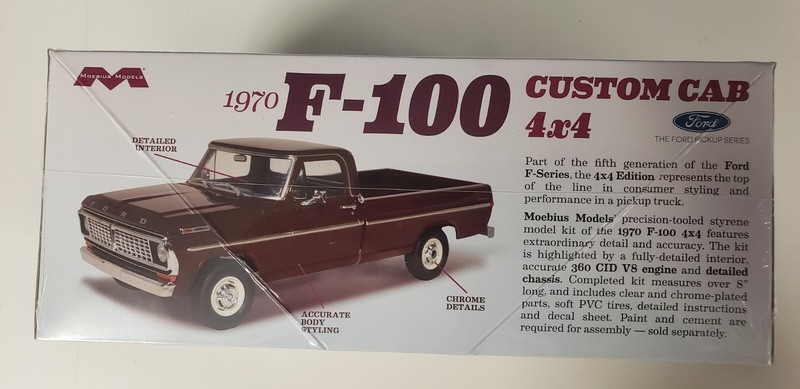 MOEBIUS MODELS
1970 F-100 CUSTOM CAB
4x4
Ford
THE FORD PICKUP SERIES
DETAILED
INTERIOR
FORD
ACCURATE
BODY
STYLING
CHROME
DETAILS
Part of the fifth generation of the Ford
F-Series, the 4x4 Edition represents the top
of the line in consumer styling and
performance in a pickup truck.
Moebius Models' precision-tooled styrene
model kit of the 1970 F-100 4x4 features
extraordinary detail and accuracy. The kit
is highlighted by a fully-detailed interior,
accurate 360 CID V8 engine and detailed
chassis. Completed kit measures over 8"
long, and includes clear and chrome-plated
parts, soft PVC tires, detailed instructions
and decal sheet. Paint and cement are
required for assembly — sold separately.